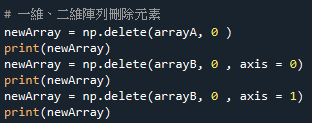 # 一維、二維陣列刪除元素
newArray = np.delete(arrayA, 0 )
print(newArray)
newArray = np.delete(arrayB, 0 , axis = 0)
print(newArray)
newArray = np.delete(arrayB, 0 , axis = 1)
print(newArray)